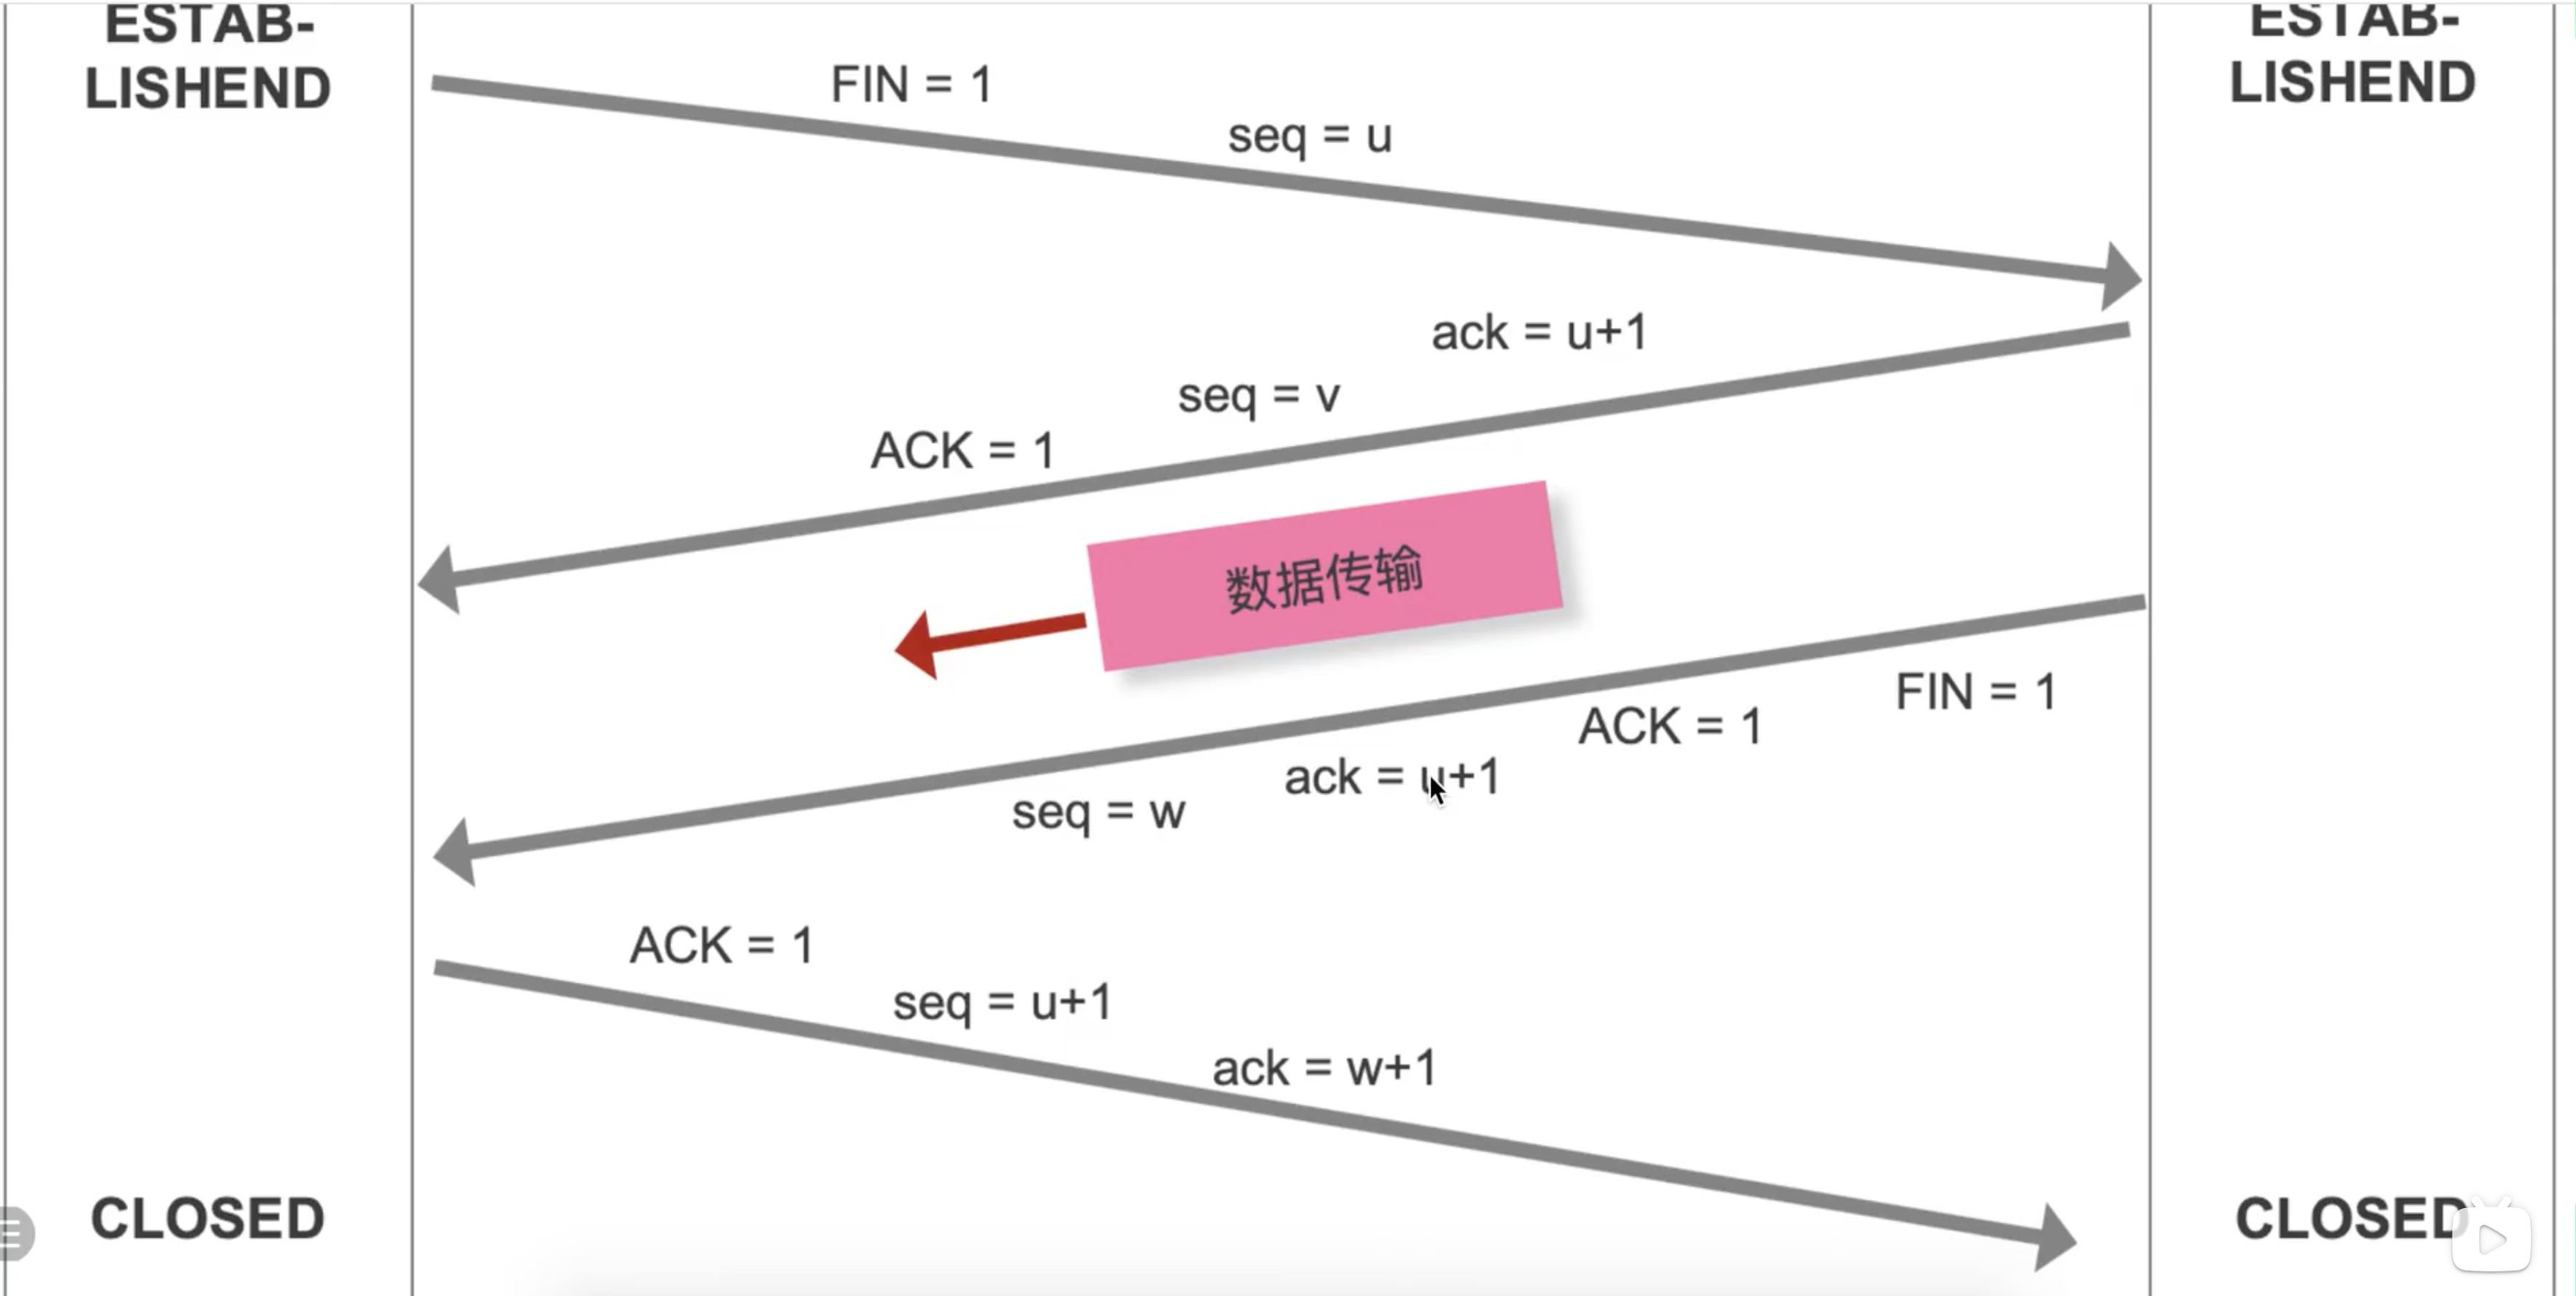 ESTAB-
LISHEND
ESTAB-
LISHEND
FIN = 1
seq = u
ack = u+1
seq = v
ACK = 1
数据传输
FIN = 1
ACK = 1
ack = u+1
seq = w
ACK = 1
seq = u+1
ack = w+1
CLOSED
CLOSED